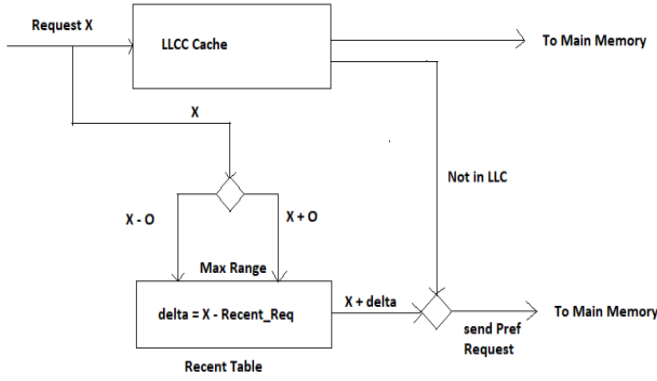 Request X
LLCC Cache
To Main Memory
X
Not in LLC
X - O
X + O
Max Range
X + delta
delta = X - Recent_Req
To Main Memory
send Pref
Request
Recent Table